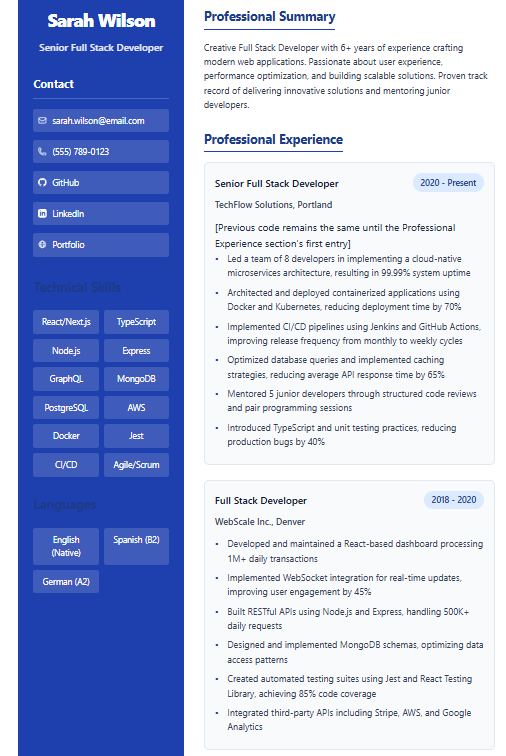 Sarah Wilson
Senior Full Stack Developer
Contact
sarah.wilson@email.com
(555) 789-0123
GitHub
LinkedIn
Portfolio
Technical Skills
React/Next.js
TypeScript
Node.js
Express
GraphQL
MongoDB
PostgreSQL
AWS
Docker
Jest
CI/CD
Agile/Scrum
Languages
English
(Native)
Spanish (B2)
German (A2)
Professional Summary
Creative Full Stack Developer with 6+ years of experience crafting
modern web applications. Passionate about user experience,
performance optimization, and building scalable solutions. Proven track
record of delivering innovative solutions and mentoring junior
developers.
Professional Experience
Senior Full Stack Developer
2020 - Present
TechFlow Solutions, Portland
[Previous code remains the same until the Professional
Experience section's first entry]
• Led a team of 8 developers in implementing a cloud-native
microservices architecture, resulting in 99.99% system uptime
• Architected and deployed containerized applications using
Docker and Kubernetes, reducing deployment time by 70%
• Implemented CI/CD pipelines using Jenkins and GitHub Actions,
improving release frequency from monthly to weekly cycles
• Optimized database queries and implemented caching
strategies, reducing average API response time by 65%
• Mentored 5 junior developers through structured code reviews
and pair programming sessions
• Introduced TypeScript and unit testing practices, reducing
production bugs by 40%
Full Stack Developer
2018 - 2020
WebScale Inc., Denver
• Developed and maintained a React-based dashboard processing
1M+ daily transactions
• Implemented WebSocket integration for real-time updates,
improving user engagement by 45%
• Built RESTful APIs using Node.js and Express, handling 500K+
daily requests
• Designed and implemented MongoDB schemas, optimizing data
access patterns
• Created automated testing suites using Jest and React Testing
Library, achieving 85% code coverage
• Integrated third-party APIs including Stripe, AWS, and Google
Analytics